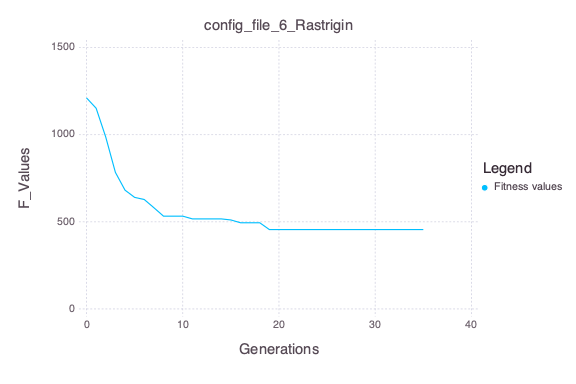 config_file_6_Rastrigin
1500
1000
500
0
F_Values
0 10 20 30 40
Generations
Legend
Fitness values